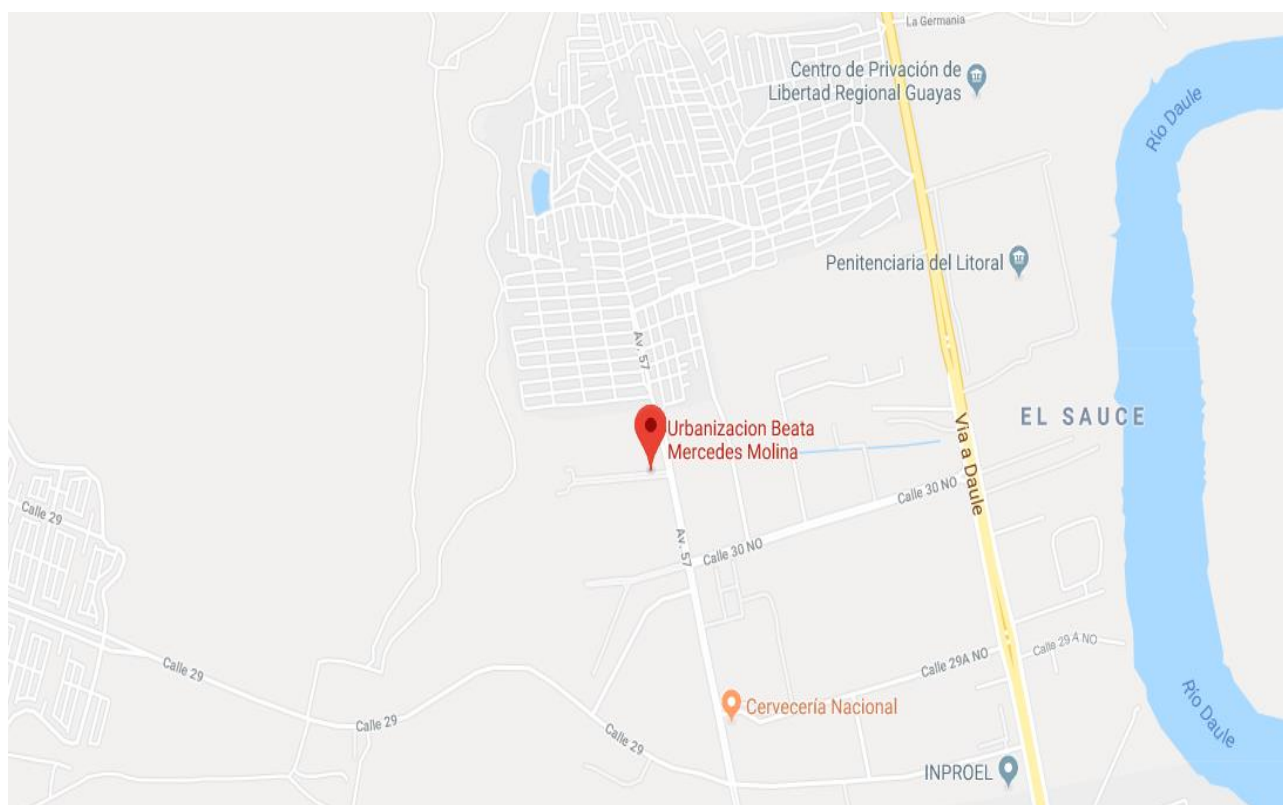 La Germania
Centro de Privación de
Libertad Regional Guayas
Río Daule
Penitenciaria del Litoral
Av. 57
EL SAUCE
Urbanizacion Beata
Mercedes Molina
Vía a Daule
Calle 30 NO
Calle 29
Av. 57
Calle 30 NO
Calle 29 A NO
Calle 29A NO
Calle 29
Río Daule
Cervecería Nacional
Calle 29
Calle 29
INPROEL